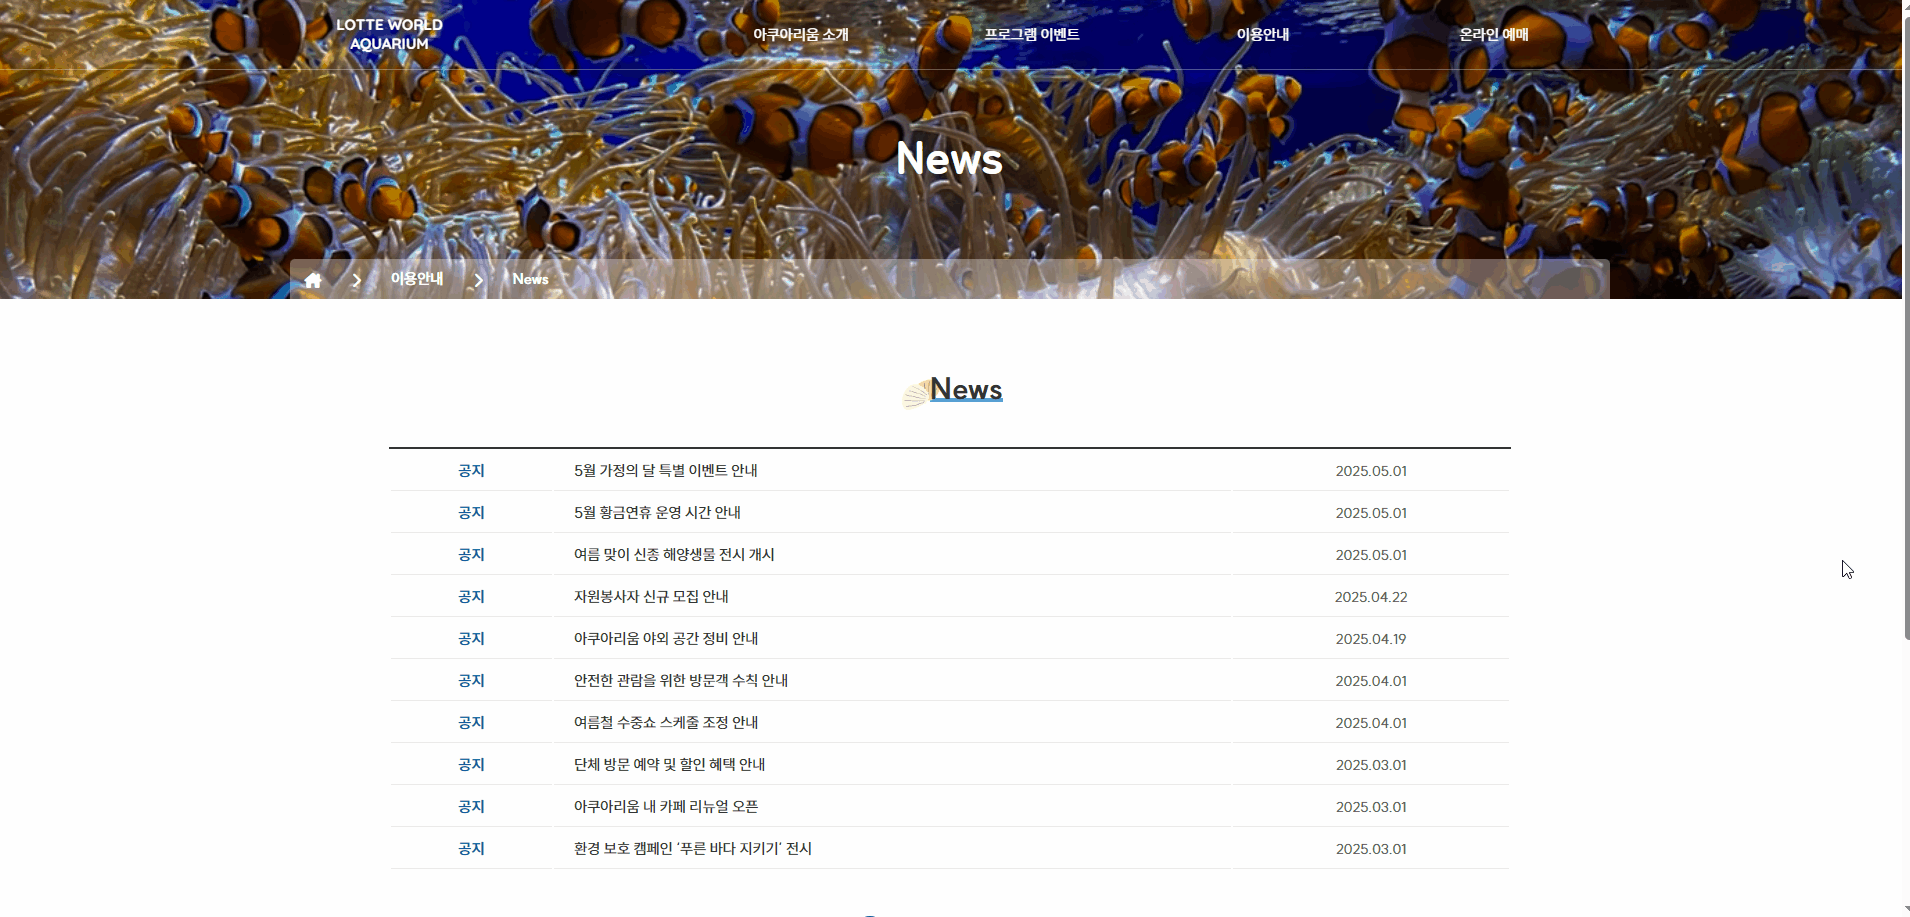 LOTTE WORLD
AQUARIUM
아쿠아리움 소개
프로그램 이벤트
이용안내
온라인 예매
News
이용안내
News
News
공지 5월 가정의 달 특별 이벤트 안내 2025.05.01
공지 5월 황금연휴 운영 시간 안내 2025.05.01
공지 여름 맞이 신종 해양생물 전시 개시 2025.05.01
공지 자원봉사자 신규 모집 안내 2025.04.22
공지 아쿠아리움 야외 공간 정비 안내 2025.04.19
공지 안전한 관람을 위한 방문객 수칙 안내 2025.04.01
공지 여름철 수중쇼 스케줄 조정 안내 2025.04.01
공지 단체 방문 예약 및 할인 혜택 안내 2025.03.01
공지 아쿠아리움 내 카페 리뉴얼 오픈 2025.03.01
공지 환경 보호 캠페인 ‘푸른 바다 지키기’ 전시 2025.03.01